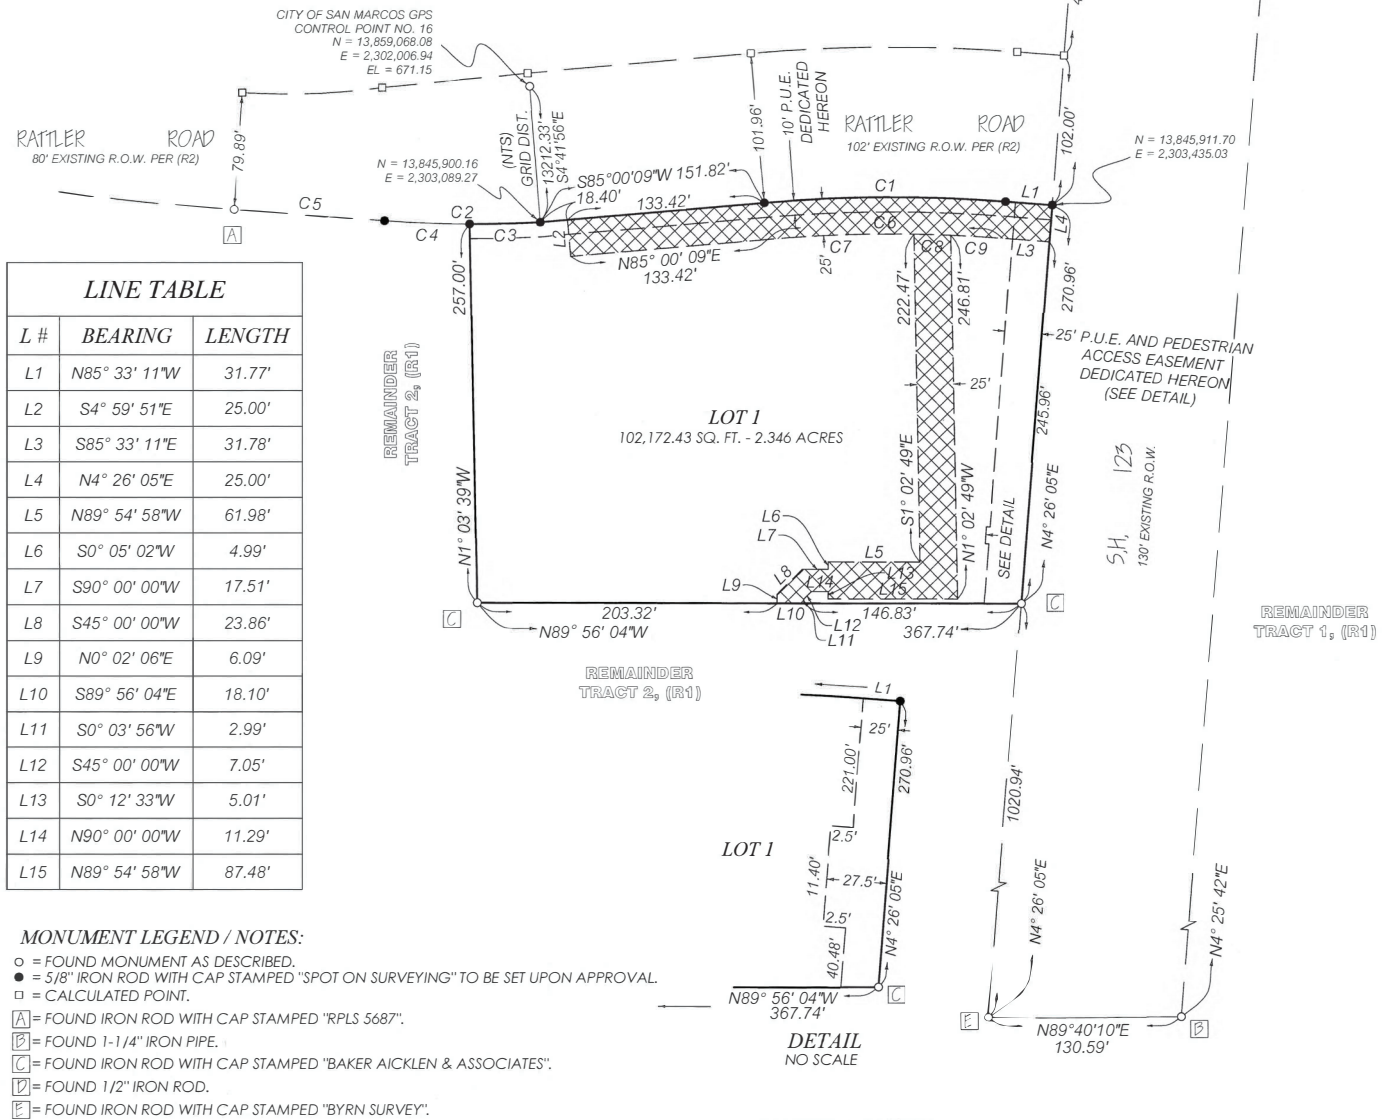 CITY OF SAN MARCOS GPS
CONTROL POINT NO. 16
N = 13,859,068.08
E = 2,302,006.94
EL = 671.15
RATTLER ROAD
80' EXISTING R.O.W. PER (R2)
79.89'
N = 13,845,900.16
E = 2,303,089.27
(NTS)
GRID DIST.
13212.33'
S4°41'56"E
S85°00'09"W 151.82'
18.40'
133.42'
101.96'
10' P.U.E.
DEDICATED
HEREON
RATTLER ROAD
102' EXISTING R.O.W. PER (R2)
102.00'
N = 13,845,911.70
E = 2,303,435.03
C5
A
C4
C2
C3
L2
C1
L1
L4
C6
C7
C8
C9
L3
25'
N85° 00' 09"E
133.42'
257.00'
222.47'
246.81'
270.96'
25' P.U.E. AND PEDESTRIAN
ACCESS EASEMENT
DEDICATED HEREON
(SEE DETAIL)
LINE TABLE
L # BEARING LENGTH
L1 N85° 33' 11"W 31.77'
L2 S4° 59' 51"E 25.00'
L3 S85° 33' 11"E 31.78'
L4 N4° 26' 05"E 25.00'
L5 N89° 54' 58"W 61.98'
L6 S0° 05' 02"W 4.99'
L7 S90° 00' 00"W 17.51'
L8 S45° 00' 00"W 23.86'
L9 N0° 02' 06"E 6.09'
L10 S89° 56' 04"E 18.10'
L11 S0° 03' 56"W 2.99'
L12 S45° 00' 00"W 7.05'
L13 S0° 12' 33"W 5.01'
L14 N90° 00' 00"W 11.29'
L15 N89° 54' 58"W 87.48'
REMAINDER
TRACT 2, (R1)
LOT 1
102,172.43 SQ. FT. - 2.346 ACRES
25'
245.96'
S.H. 123
130' EXISTING R.O.W.
N1° 03' 39"W
S1° 02' 49"E
N1° 02' 49"W
SEE DETAIL
N4° 26' 05"E
L6
L7
L5
L8
L9
L14
L13
L15
L10
L12
L11
C
203.32'
N89° 56' 04"W
146.83'
367.74'
C
REMAINDER
TRACT 1, (R1)
REMAINDER
TRACT 2, (R1)
L1
25'
221.00'
270.96'
2.5'
LOT 1
11.40'
27.5'
2.5'
40.48'
N4° 26' 05"E
C
N89° 56' 04"W
367.74'
DETAIL
NO SCALE
1020.94'
N4° 26' 05"E
N4° 25' 42"E
E
N89°40'10"E
130.59'
B
MONUMENT LEGEND / NOTES:
= FOUND MONUMENT AS DESCRIBED.
= 5/8" IRON ROD WITH CAP STAMPED "SPOT ON SURVEYING" TO BE SET UPON APPROVAL.
= CALCULATED POINT.
A = FOUND IRON ROD WITH CAP STAMPED "RPLS 5687".
B = FOUND 1-1/4" IRON PIPE.
C = FOUND IRON ROD WITH CAP STAMPED "BAKER AICKLEN & ASSOCIATES".
D = FOUND 1/2" IRON ROD.
E = FOUND IRON ROD WITH CAP STAMPED "BYRN SURVEY".